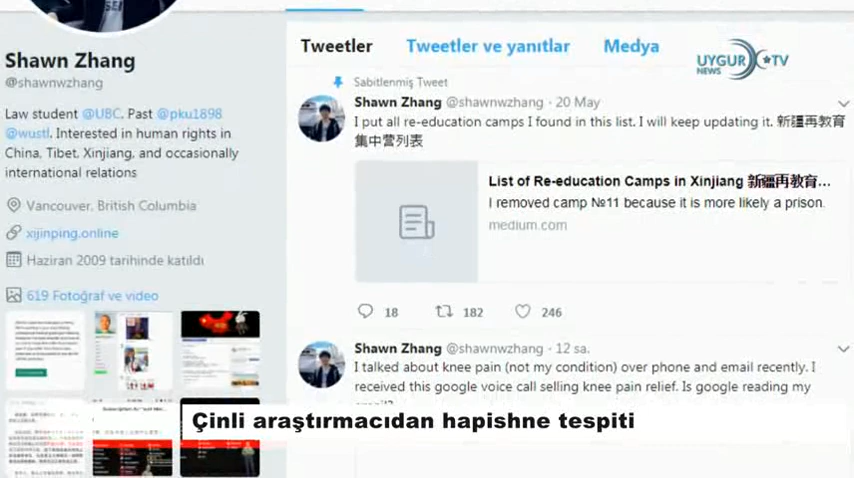 Shawn Zhang
@shawnwzhang
Law student @UBC. Past @pku1898
@wustl. Interested in human rights in
China, Tibet, Xinjiang, and occasionally
international relations
Vancouver, British Columbia
xijinping.online
Haziran 2009 tarihinde katıldı
619 Fotoğraf ve video
Tweetler
Tweetler ve yanıtlar
Medya
UYGUR TV
NEWS
Sabitlenmiş Tweet
Shawn Zhang @shawnwzhang · 20 May
I put all re-education camps I found in this list. I will keep updating it. 新疆再教育
集中营列表
List of Re-education Camps in Xinjiang 新疆再教育...
I removed camp №11 because it is more likely a prison.
medium.com
18
182
246
Shawn Zhang @shawnwzhang · 12 sa.
I talked about knee pain (not my condition) over phone and email recently. I
received this google voice call selling knee pain relief. Is google reading my
Çinli araştırmacıdan hapishne tespiti